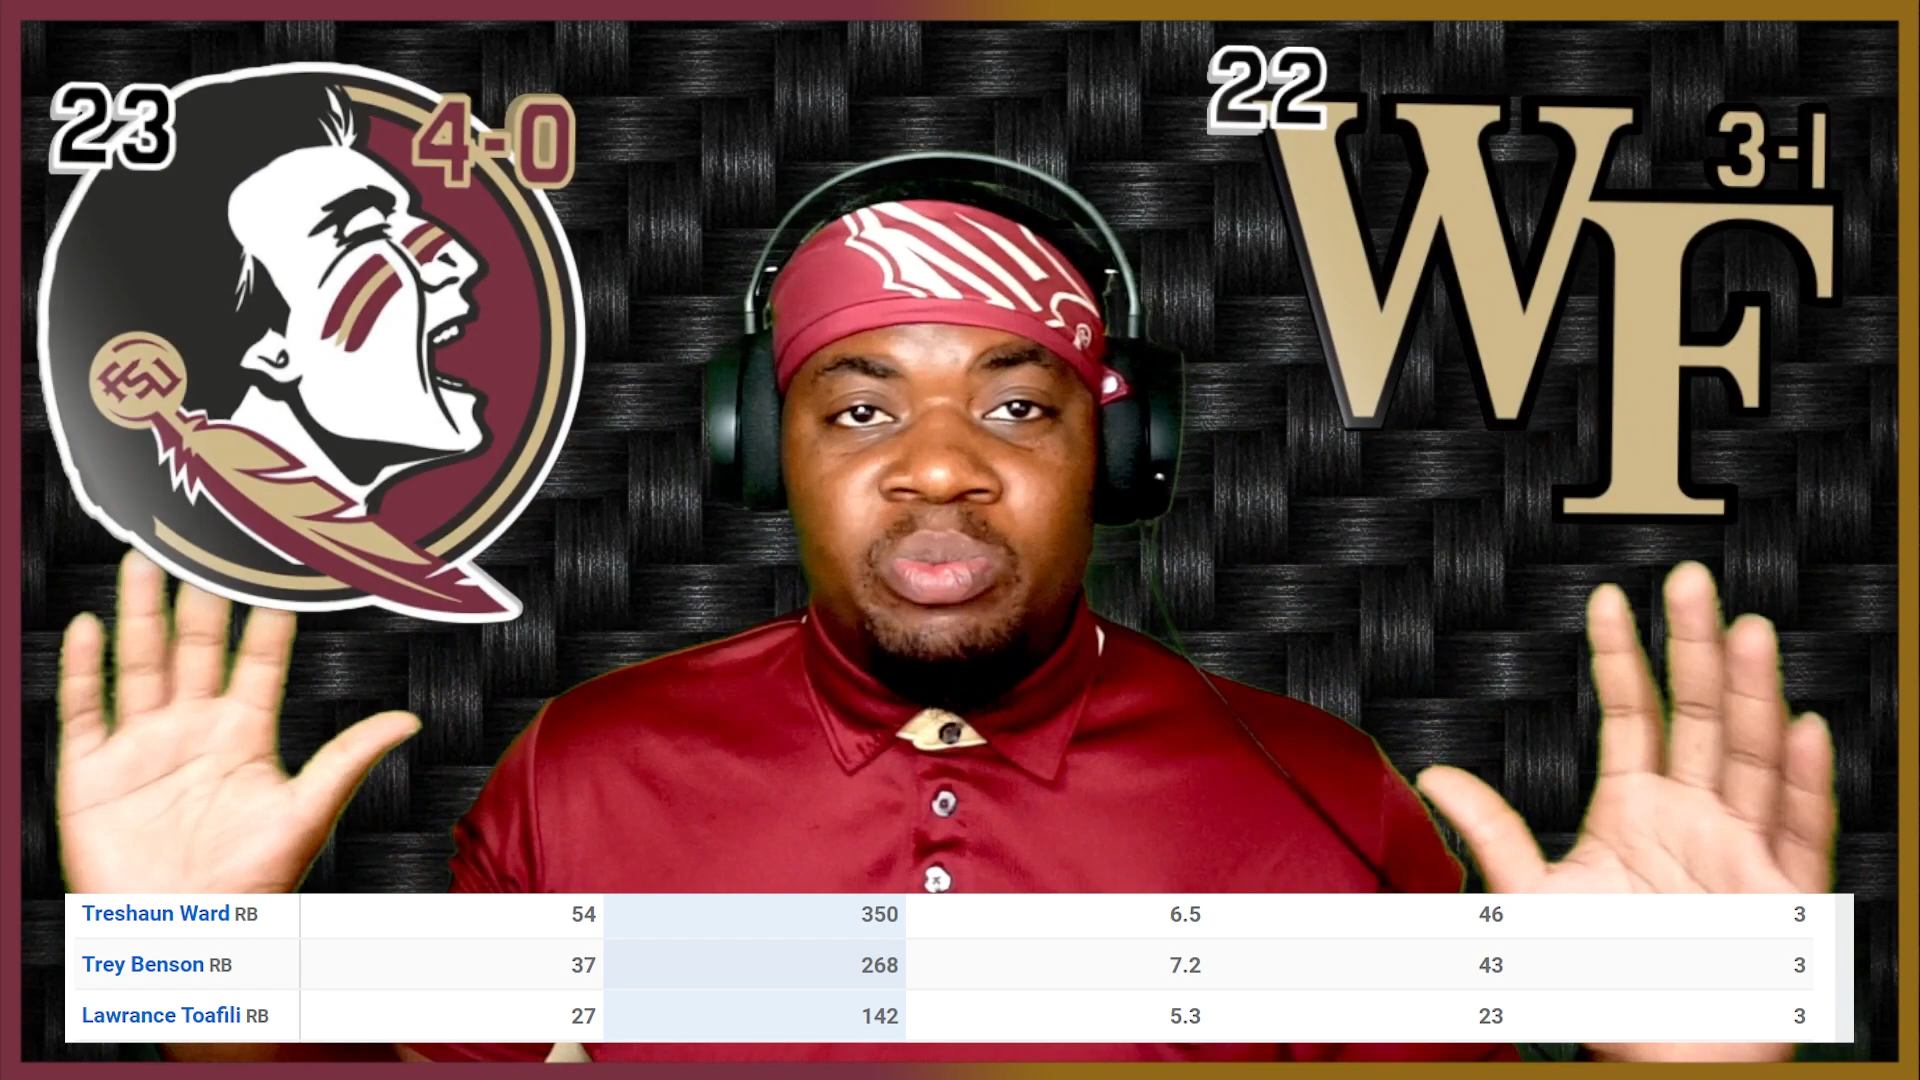 23
4-0
22
3-1
WF
FSU
Treshaun Ward RB 54 350 6.5 46 3
Trey Benson RB 37 268 7.2 43 3
Lawrance Toafili RB 27 142 5.3 23 3